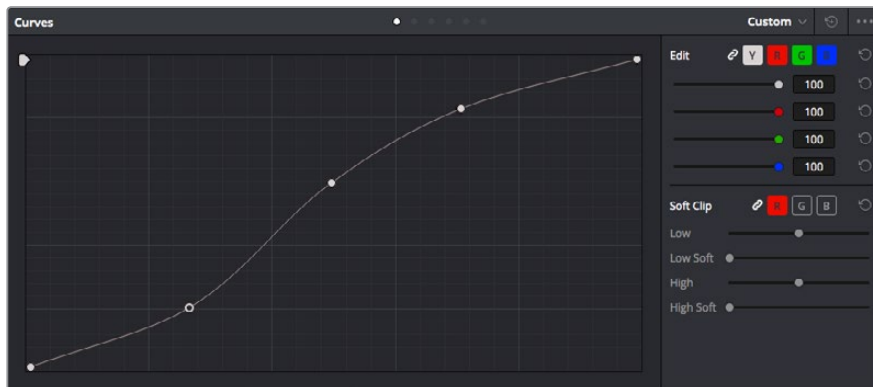 Curves
Custom
Edit Y R G B
100
100
100
100
Soft Clip R G B
Low
Low Soft
High
High Soft